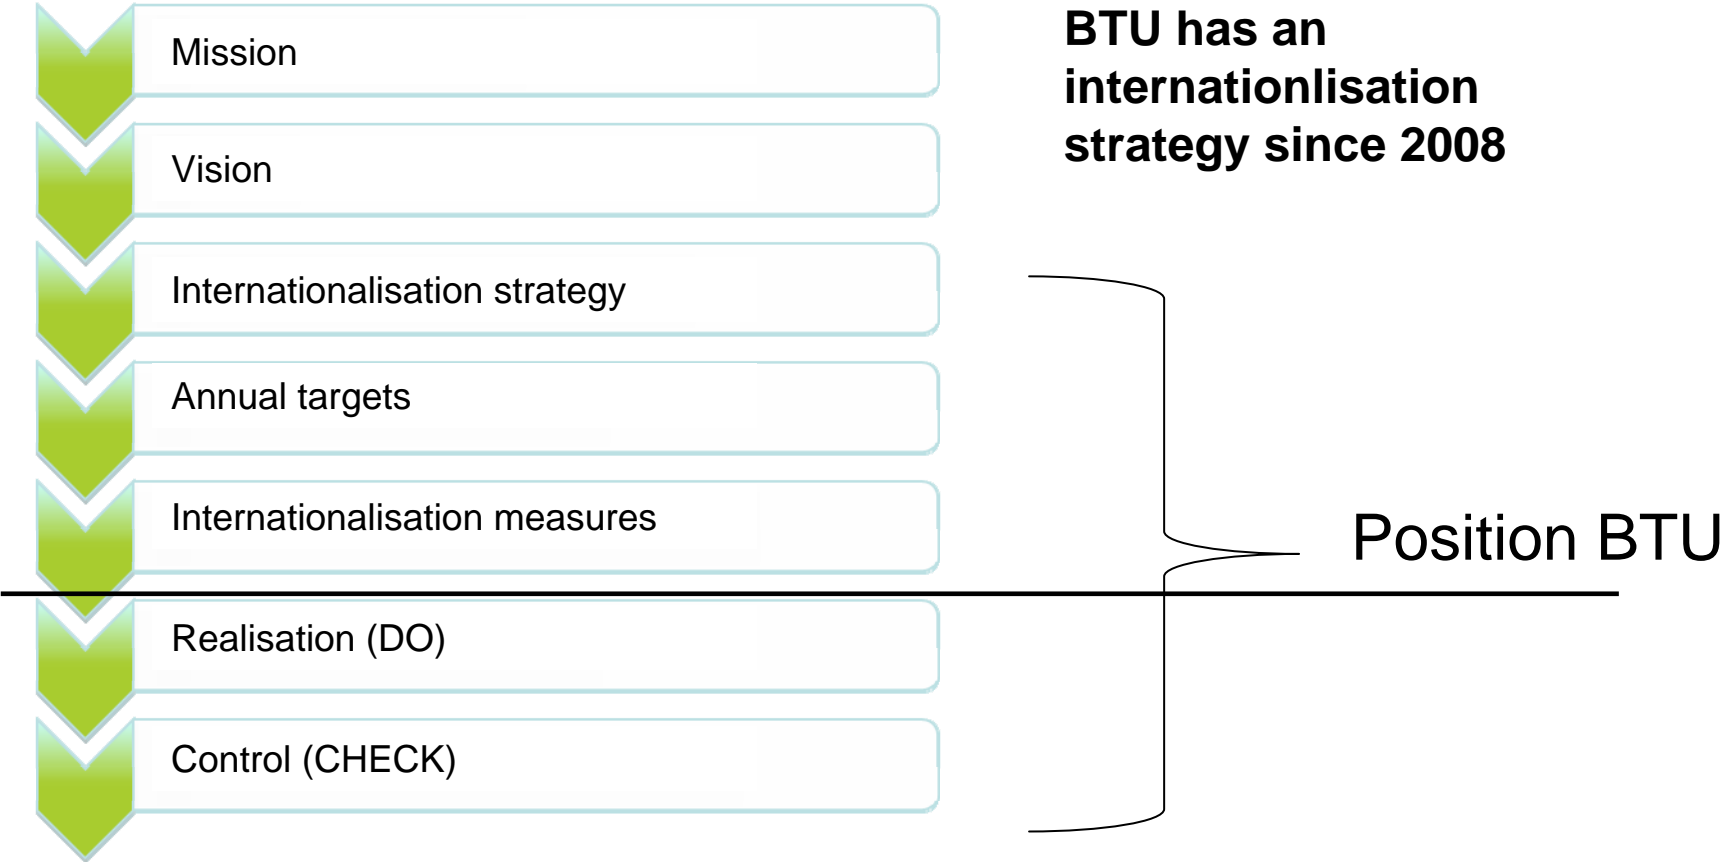 Mission
Vision
Internationalisation strategy
Annual targets
Internationalisation measures
Realisation (DO)
Control (CHECK)
BTU has an
internationlisation
strategy since 2008
Position BTU